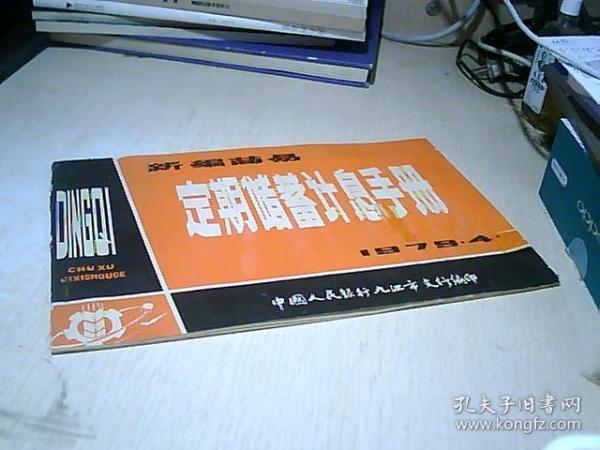 新编简易
定期储蓄计息手册
1979.4
DINGQI
CHU XU
JIXISHOUCE
中国人民银行九江市支行编印
孔夫子旧书网
www.kongfz.com